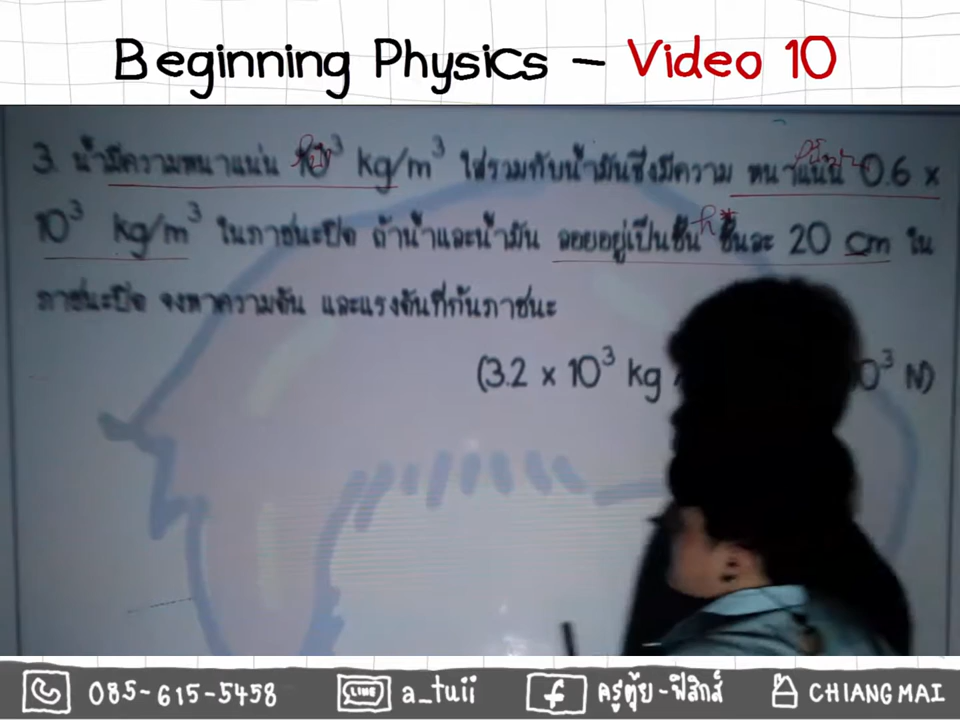 Beginning Physics – Video 10
3. น้ำมีความหนาแน่น 10³ kg/m³ ใส่รวมกับน้ำมันซึ่งมีความ หนาแน่น 0.6 x
10³ kg/m³ ในภาชนะปิด ถ้าน้ำและน้ำมัน ลอยอยู่เป็นชั้น ชั้นละ 20 cm ใน
ภาชนะปิด จงหาความดัน และแรงดันที่ก้นภาชนะ
(3.2 x 10³ kg 10³ N)
085-615-5458 LINE a_tuii f ครูตุ้ย-ฟิสิกส์ CHIANG MAI